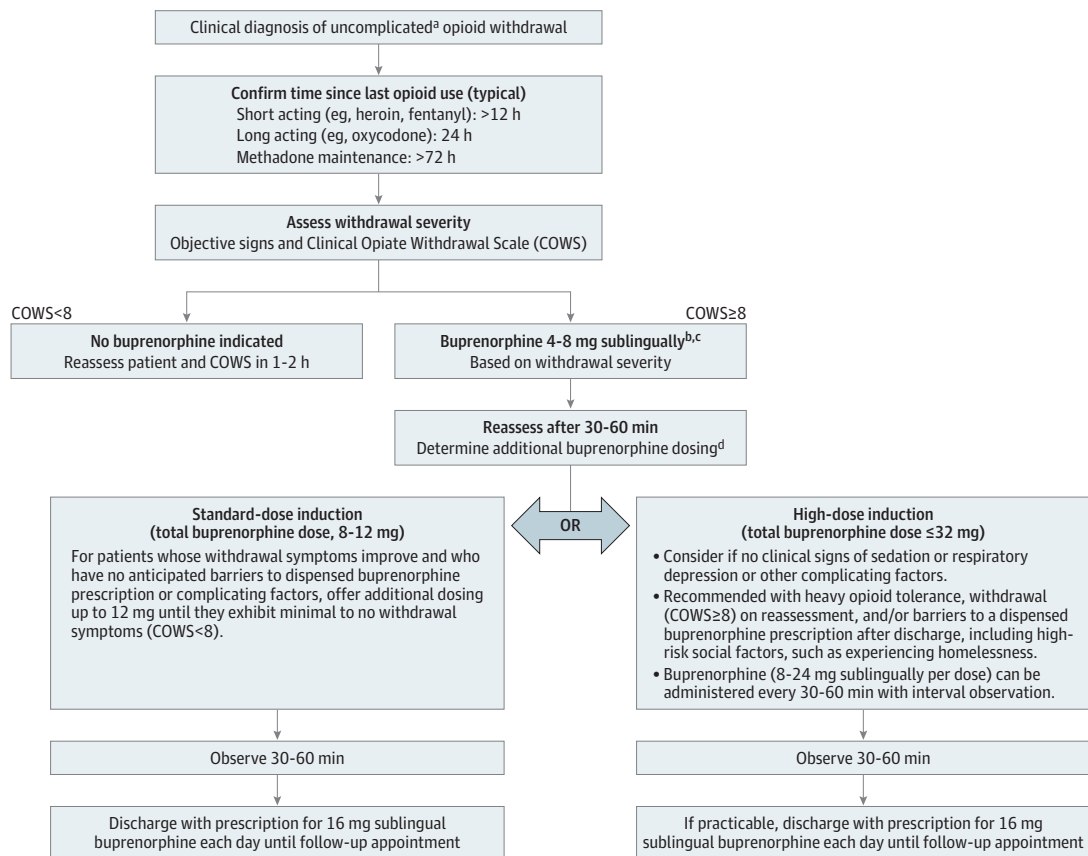 Clinical diagnosis of uncomplicatedᵃ opioid withdrawal
Confirm time since last opioid use (typical)
Short acting (eg, heroin, fentanyl): >12 h
Long acting (eg, oxycodone): 24 h
Methadone maintenance: >72 h
Assess withdrawal severity
Objective signs and Clinical Opiate Withdrawal Scale (COWS)
COWS<8
No buprenorphine indicated
Reassess patient and COWS in 1-2 h
COWS≥8
Buprenorphine 4-8 mg sublinguallyᵇ,ᶜ
Based on withdrawal severity
Reassess after 30-60 min
Determine additional buprenorphine dosingᵈ
Standard-dose induction
(total buprenorphine dose, 8-12 mg)
For patients whose withdrawal symptoms improve and who
have no anticipated barriers to dispensed buprenorphine
prescription or complicating factors, offer additional dosing
up to 12 mg until they exhibit minimal to no withdrawal
symptoms (COWS<8).
OR
High-dose induction
(total buprenorphine dose ≤32 mg)
• Consider if no clinical signs of sedation or respiratory
depression or other complicating factors.
• Recommended with heavy opioid tolerance, withdrawal
(COWS≥8) on reassessment, and/or barriers to a dispensed
buprenorphine prescription after discharge, including high-
risk social factors, such as experiencing homelessness.
• Buprenorphine (8-24 mg sublingually per dose) can be
administered every 30-60 min with interval observation.
Observe 30-60 min
Observe 30-60 min
Discharge with prescription for 16 mg sublingual
buprenorphine each day until follow-up appointment
If practicable, discharge with prescription for 16 mg
sublingual buprenorphine each day until follow-up appointment